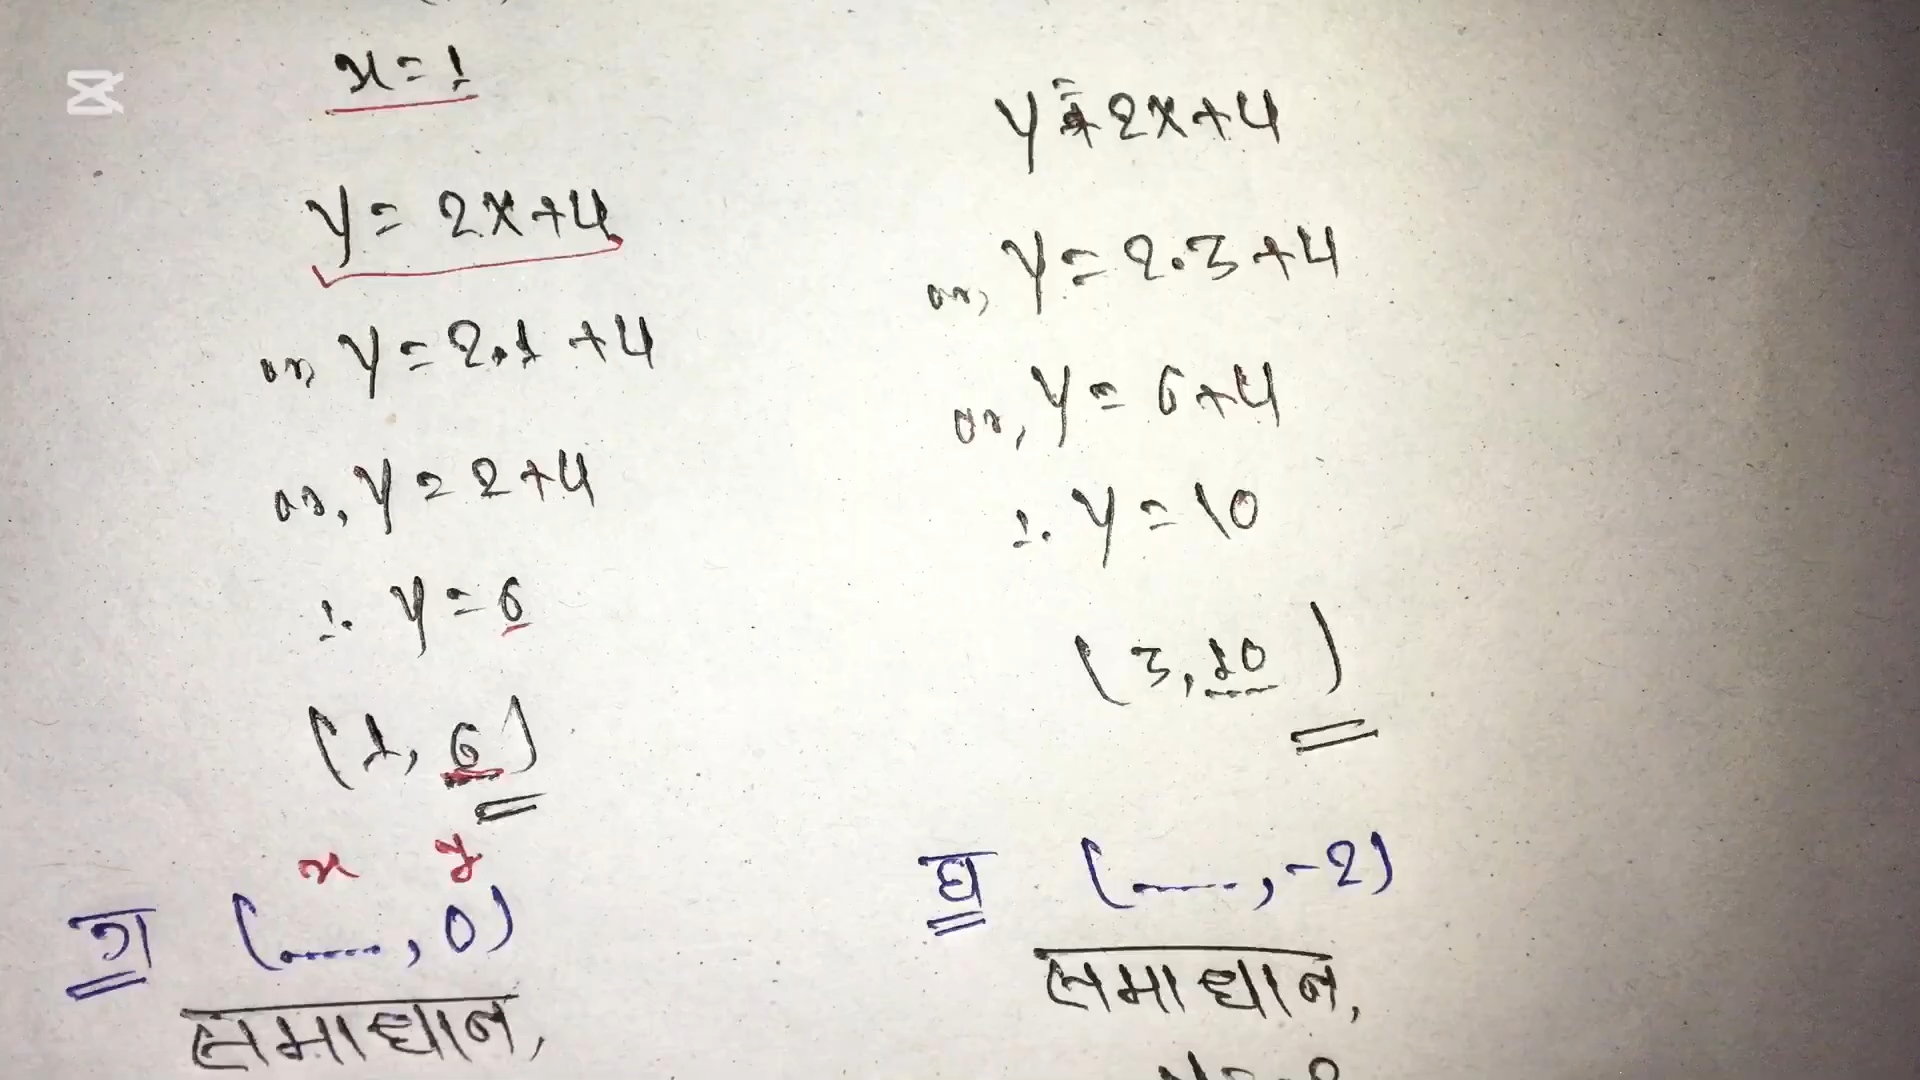 x = 1
y = 2x+4
or, y = 2.1 +4
or, y = 2+4
∴ y = 6
(1, 6)
x y
ग (......, 0)
समाधान,
y = 2x+4
or, y = 2.3+4
or, y = 6+4
∴ y = 10
(3, 10)
घ (......, -2)
समाधान,